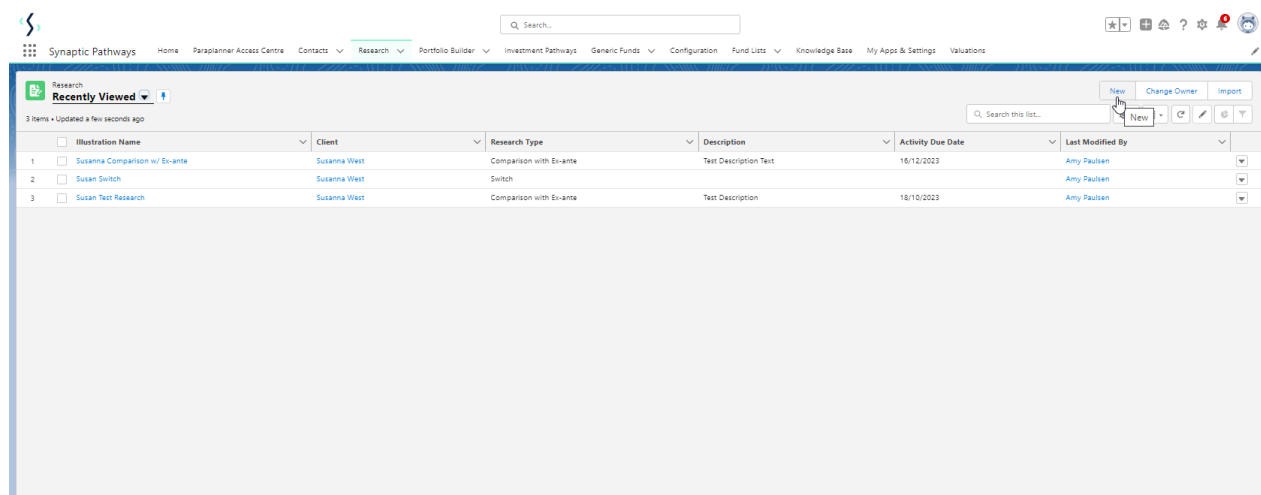 Search...
6
Synaptic Pathways Home Paraplanner Access Centre Contacts Research Portfolio Builder Investment Pathways Generic Funds Configuration Fund Lists Knowledge Base My Apps & Settings Valuations
Research
Recently Viewed
New Change Owner Import
3 items • Updated a few seconds ago
Search this list...
New
Illustration Name Client Research Type Description Activity Due Date Last Modified By
1 Susanna Comparison w/ Ex-ante Susanna West Comparison with Ex-ante Test Description Text 16/12/2023 Amy Paulsen
2 Susan Switch Susanna West Switch Amy Paulsen
3 Susan Test Research Susanna West Comparison with Ex-ante Test Description 18/10/2023 Amy Paulsen